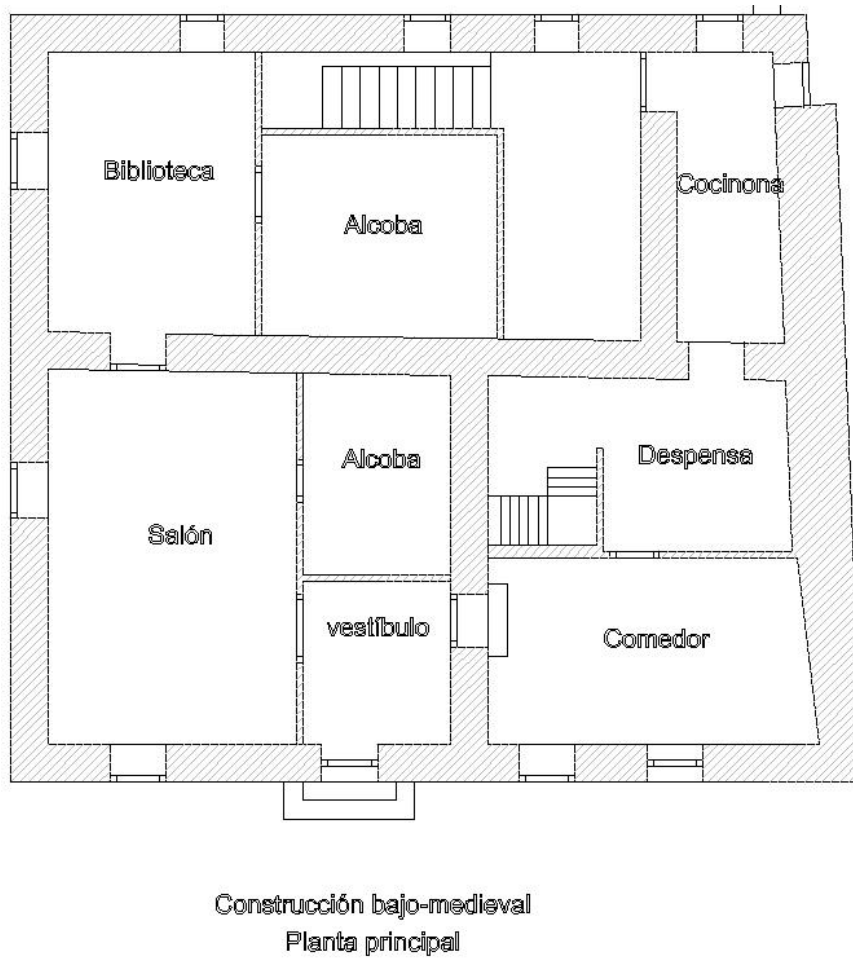 Biblioteca
Alcoba
Cocinona
Alcoba
Despensa
Salón
vestíbulo
Comedor
Construcción bajo-medieval
Planta principal